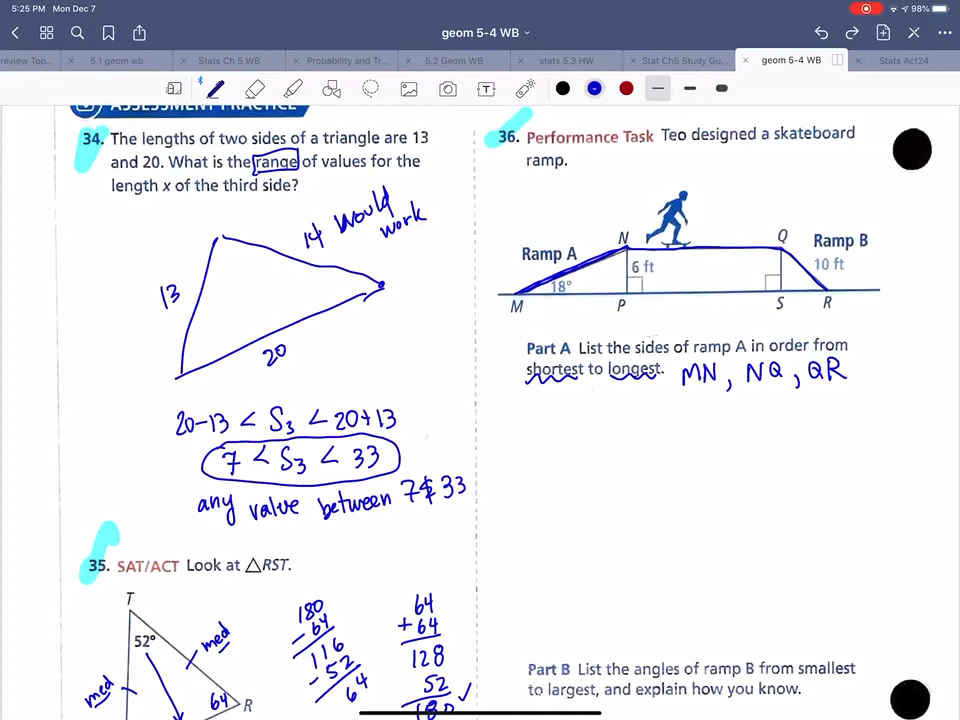 5:25 PM Mon Dec 7
98%
geom 5-4 WB
review Top...
5.1 geom wb
Stats Ch 5 WB
Probability and Tr...
5.2 Geom WB
stats 5.3 HW
Stat Ch5 Study Gu...
geom 5-4 WB
Stats Act24
ASSESSMENT PRACTICE
34. The lengths of two sides of a triangle are 13
and 20. What is the range of values for the
length x of the third side?
14 would
work
13
20
20-13 < S3 < 20+13
7 < S3 < 33
any value between 7 & 33
35. SAT/ACT Look at △RST.
T
52°
med
med
64
R
180
-64
116
-52
64
64
+64
128
52
180 ✓
36. Performance Task Teo designed a skateboard
ramp.
Ramp A
N
Q
Ramp B
6 ft
10 ft
18°
M
P
S
R
Part A List the sides of ramp A in order from
shortest to longest. MN, NQ, QR
Part B List the angles of ramp B from smallest
to largest, and explain how you know.